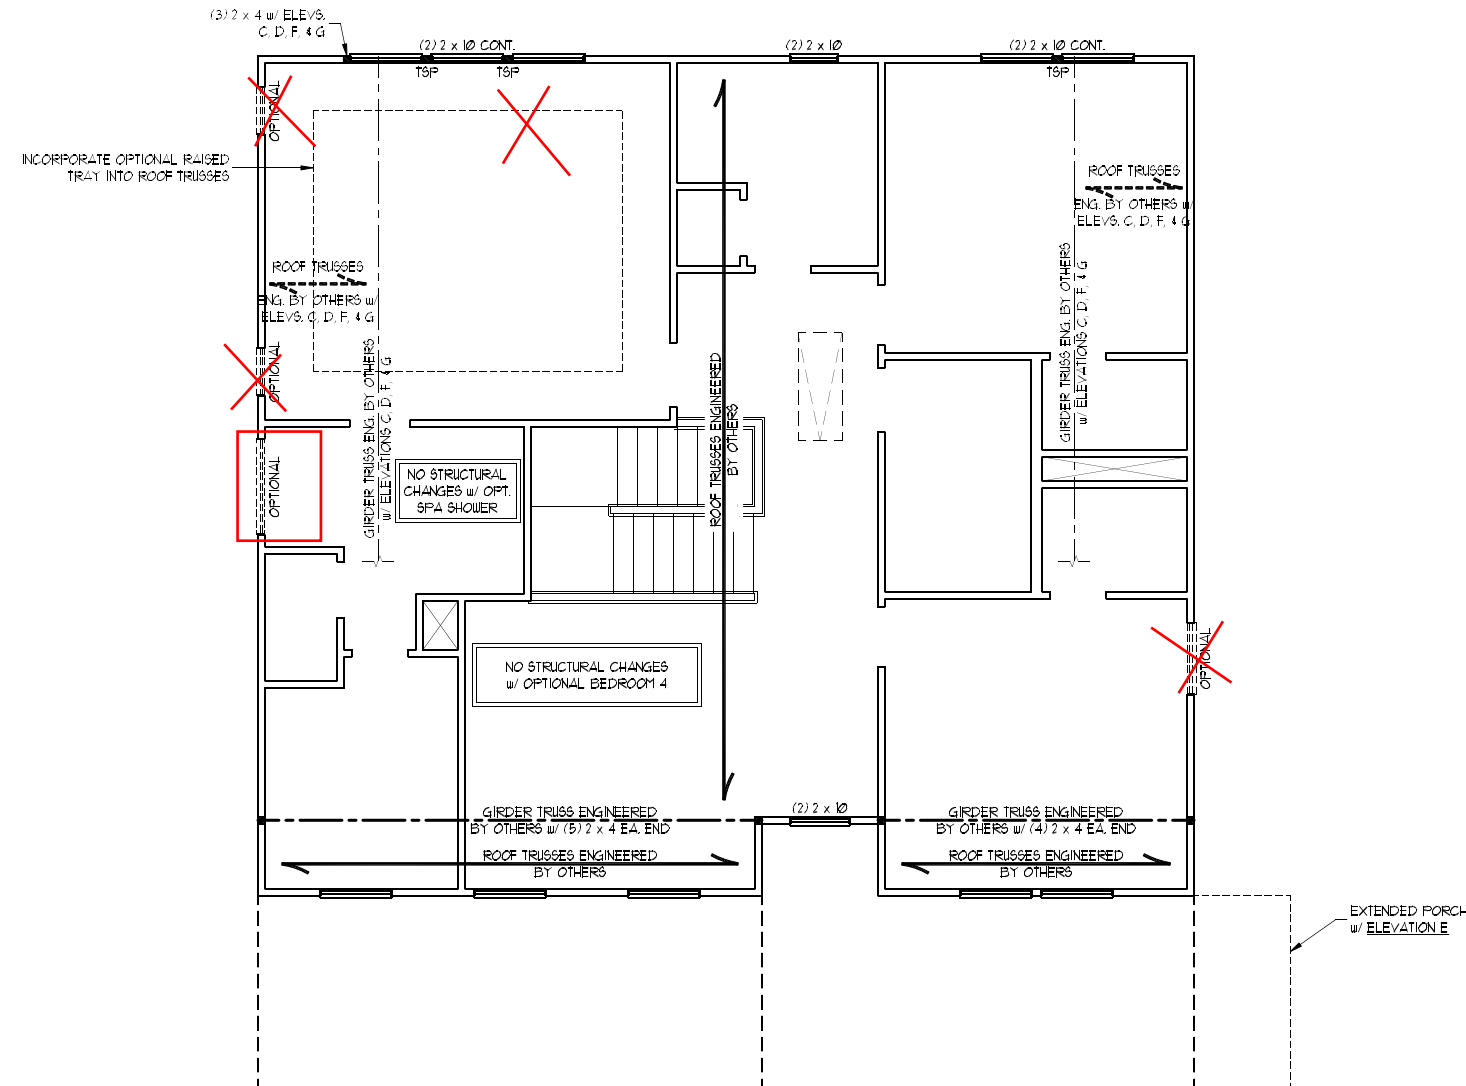 (3) 2 x 4 w/ ELEVS.
C, D, F, & G
(2) 2 x 10 CONT.
(2) 2 x 10
(2) 2 x 10 CONT.
TSP
TSP
TSP
OPTIONAL
INCORPORATE OPTIONAL RAISED
TRAY INTO ROOF TRUSSES
ROOF TRUSSES
ENG. BY OTHERS w/
ELEVS. C, D, F, & G
ROOF TRUSSES
ENG. BY OTHERS w/
ELEVS. C, D, F, & G
OPTIONAL
GIRDER TRUSS ENG. BY OTHERS
w/ ELEVATIONS C, D, F, & G
ROOF TRUSSES ENGINEERED
BY OTHERS
GIRDER TRUSS ENG. BY OTHERS
w/ ELEVATIONS C, D, F, & G
OPTIONAL
NO STRUCTURAL
CHANGES w/ OPT.
SPA SHOWER
NO STRUCTURAL CHANGES
w/ OPTIONAL BEDROOM 4
OPTIONAL
GIRDER TRUSS ENGINEERED
BY OTHERS w/ (5) 2 x 4 EA. END
(2) 2 x 10
GIRDER TRUSS ENGINEERED
BY OTHERS w/ (4) 2 x 4 EA. END
ROOF TRUSSES ENGINEERED
BY OTHERS
ROOF TRUSSES ENGINEERED
BY OTHERS
EXTENDED PORCH
w/ ELEVATION E